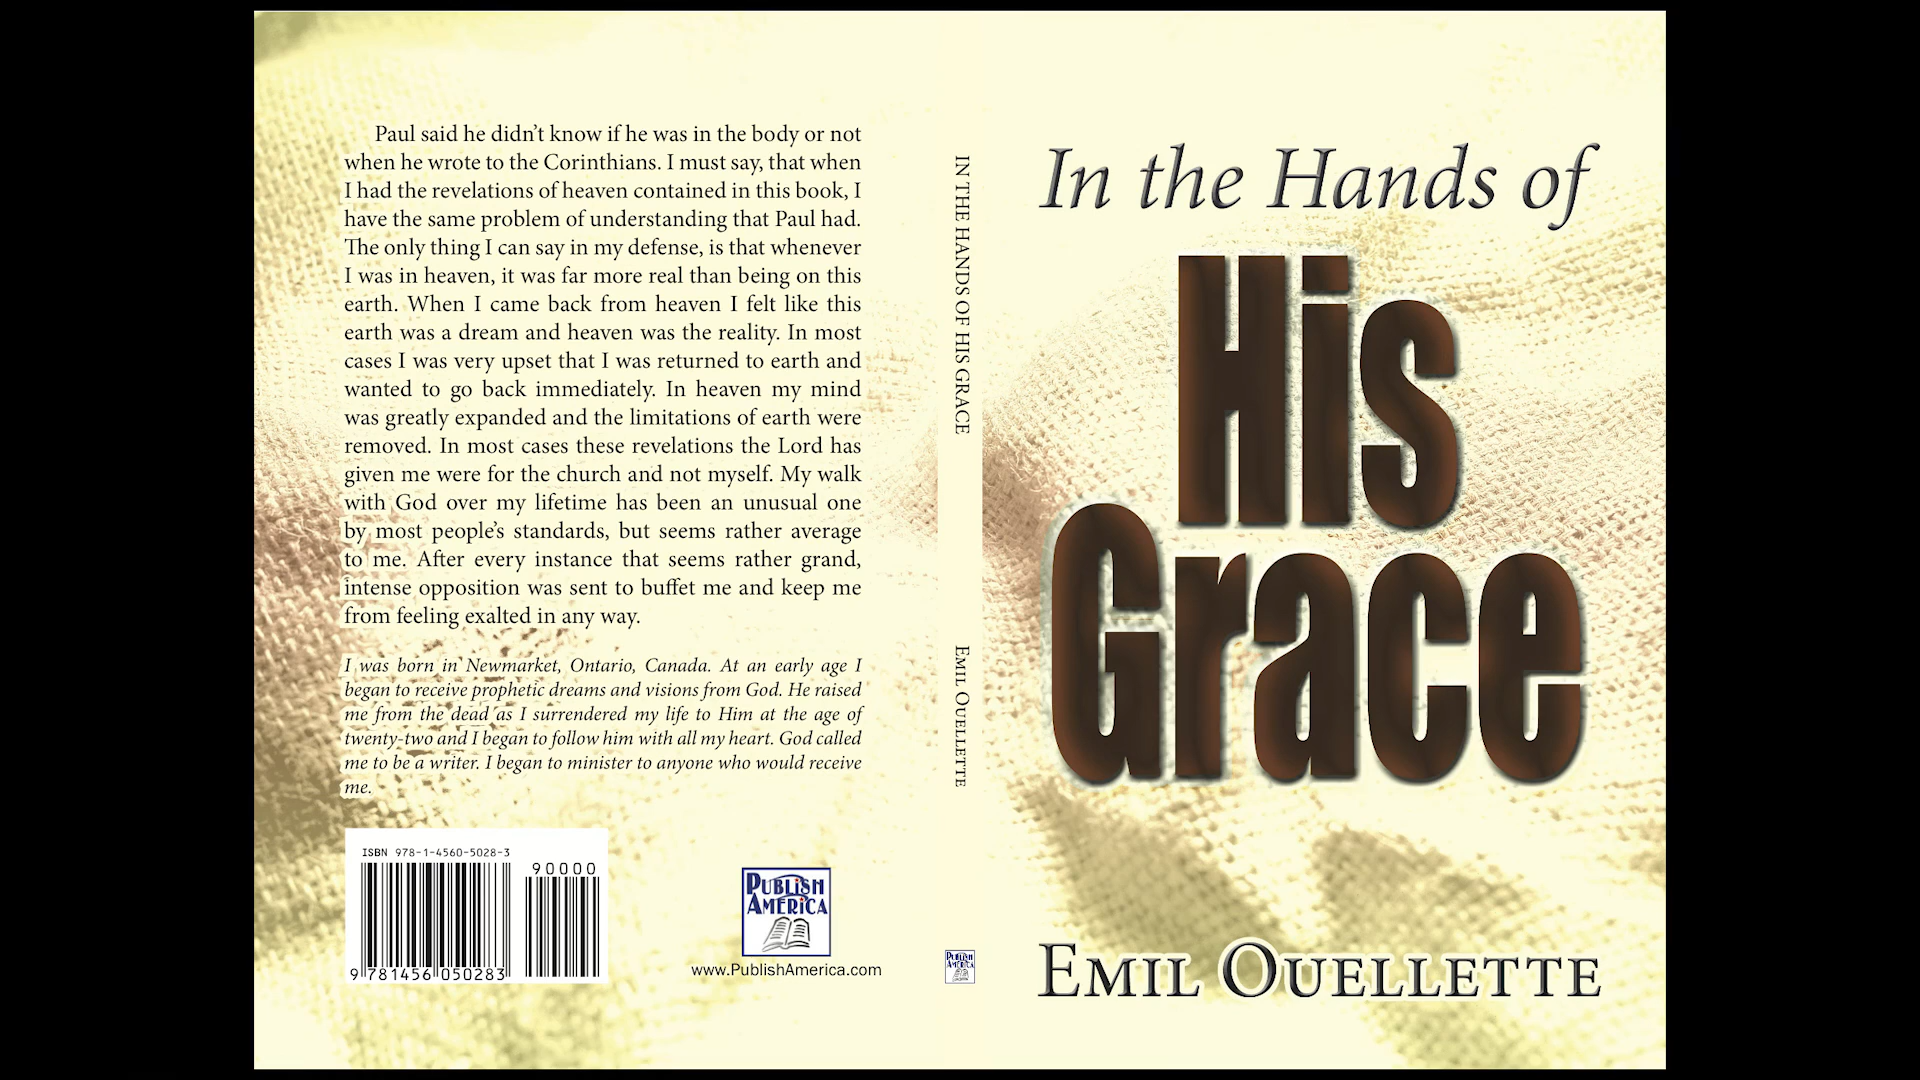 Paul said he didn't know if he was in the body or not
when he wrote to the Corinthians. I must say, that when
I had the revelations of heaven contained in this book, I
have the same problem of understanding that Paul had.
The only thing I can say in my defense, is that whenever
I was in heaven, it was far more real than being on this
earth. When I came back from heaven I felt like this
earth was a dream and heaven was the reality. In most
cases I was very upset that I was returned to earth and
wanted to go back immediately. In heaven my mind
was greatly expanded and the limitations of earth were
removed. In most cases these revelations the Lord has
given me were for the church and not myself. My walk
with God over my lifetime has been an unusual one
by most people's standards, but seems rather average
to me. After every instance that seems rather grand,
intense opposition was sent to buffet me and keep me
from feeling exalted in any way.
I was born in Newmarket, Ontario, Canada. At an early age I
began to receive prophetic dreams and visions from God. He raised
me from the dead as I surrendered my life to Him at the age of
twenty-two and I began to follow him with all my heart. God called
me to be a writer. I began to minister to anyone who would receive
me.
ISBN 978-1-4560-5028-3
90000
9 781456 050283
PUBLISH
AMERICA
www.PublishAmerica.com
IN THE HANDS OF HIS GRACE
EMIL OUELLETTE
PUBLISH
AMERICA
In the Hands of
His
Grace
EMIL OUELLETTE